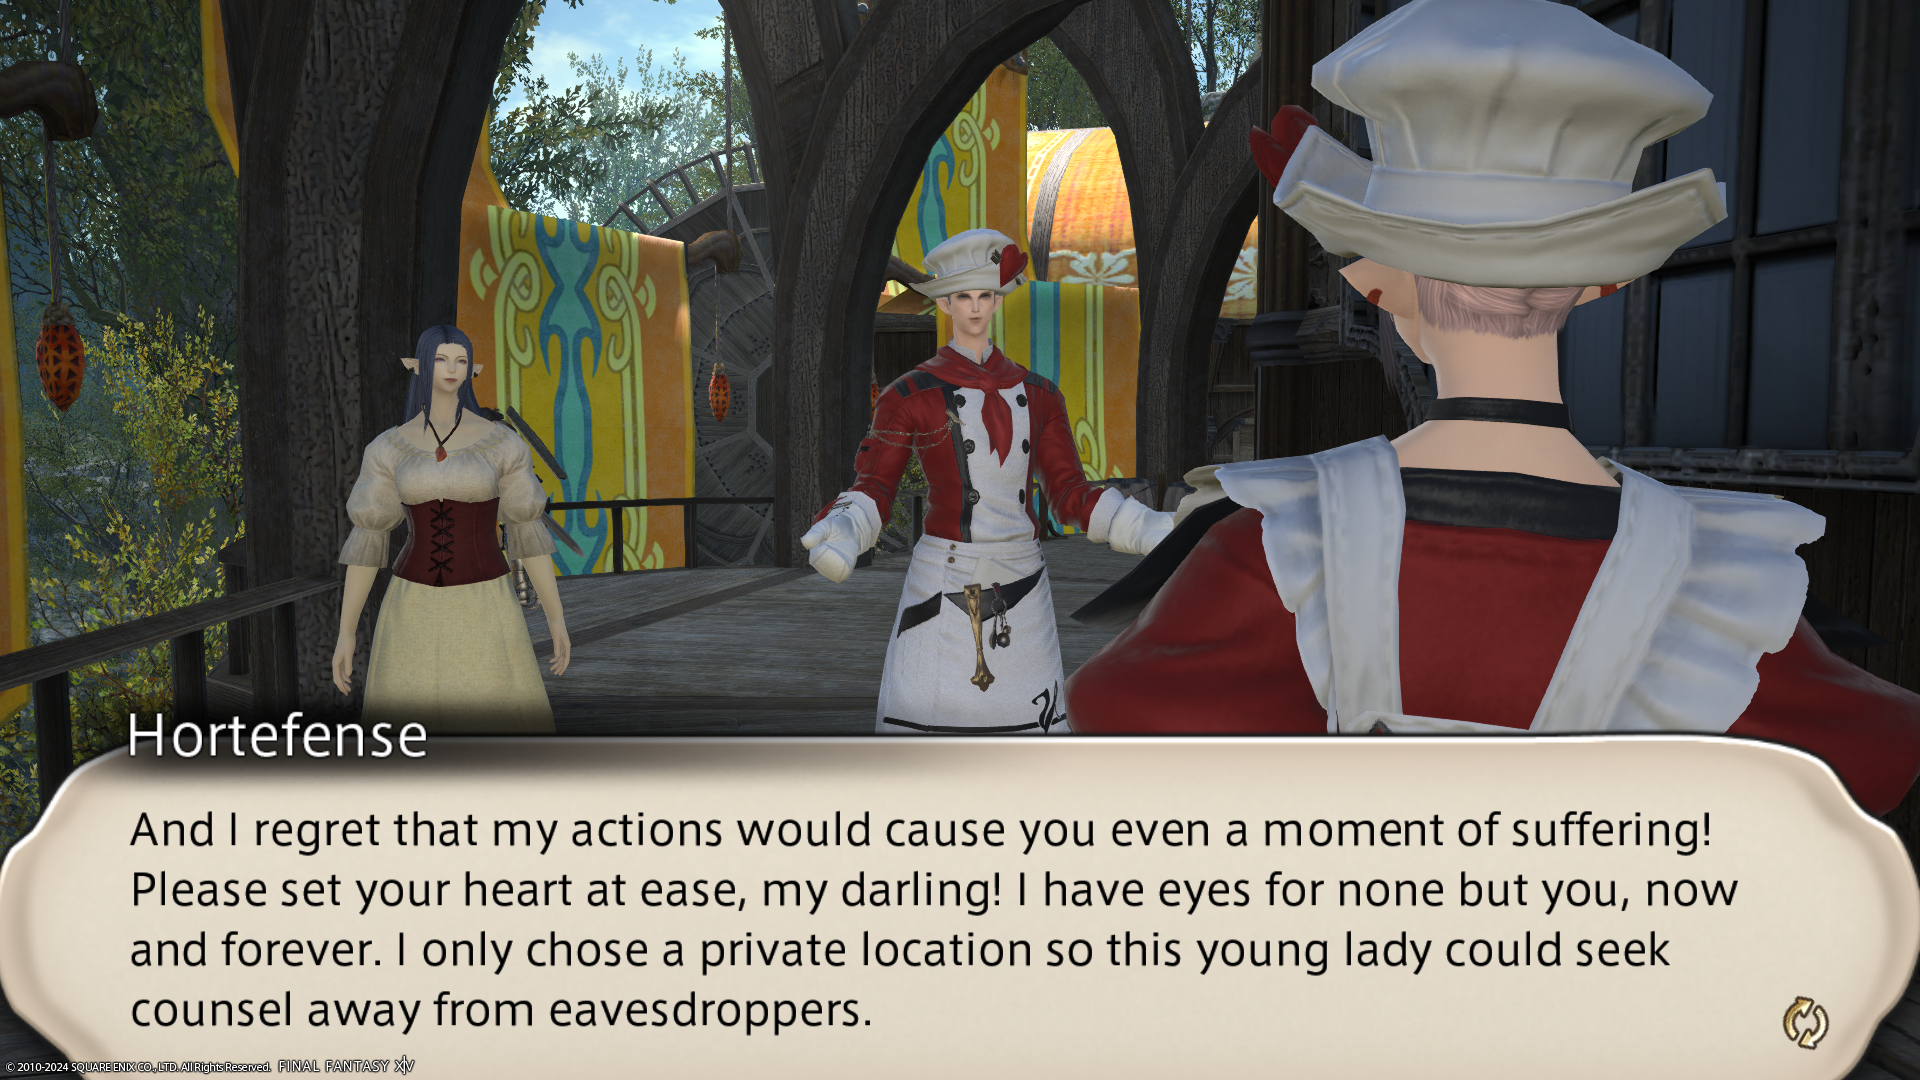 Hortefense
And I regret that my actions would cause you even a moment of suffering!
Please set your heart at ease, my darling! I have eyes for none but you, now
and forever. I only chose a private location so this young lady could seek
counsel away from eavesdroppers.
© 2010-2024 SQUARE ENIX CO., LTD. All Rights Reserved. FINAL FANTASY XIV